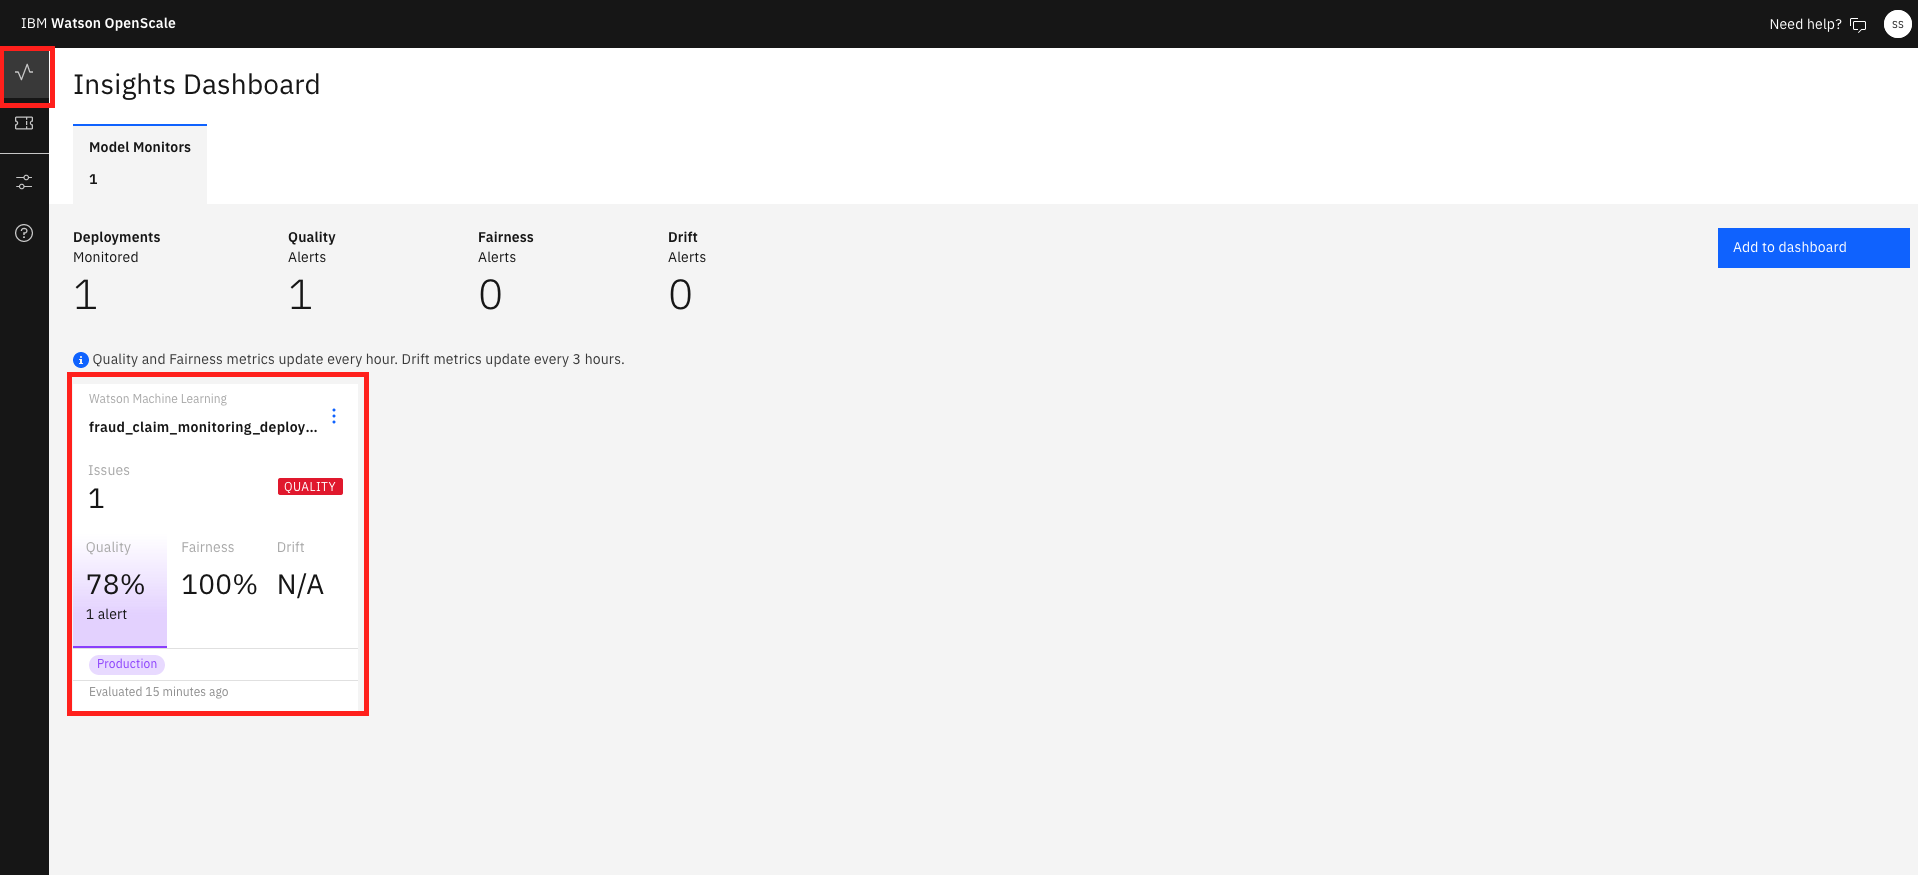 IBM Watson OpenScale
Need help?
SS
Insights Dashboard
Model Monitors
1
Deployments
Monitored
1
Quality
Alerts
1
Fairness
Alerts
0
Drift
Alerts
0
Add to dashboard
Quality and Fairness metrics update every hour. Drift metrics update every 3 hours.
Watson Machine Learning
fraud_claim_monitoring_deploy...
Issues
1
QUALITY
Quality
78%
1 alert
Fairness
100%
Drift
N/A
Production
Evaluated 15 minutes ago